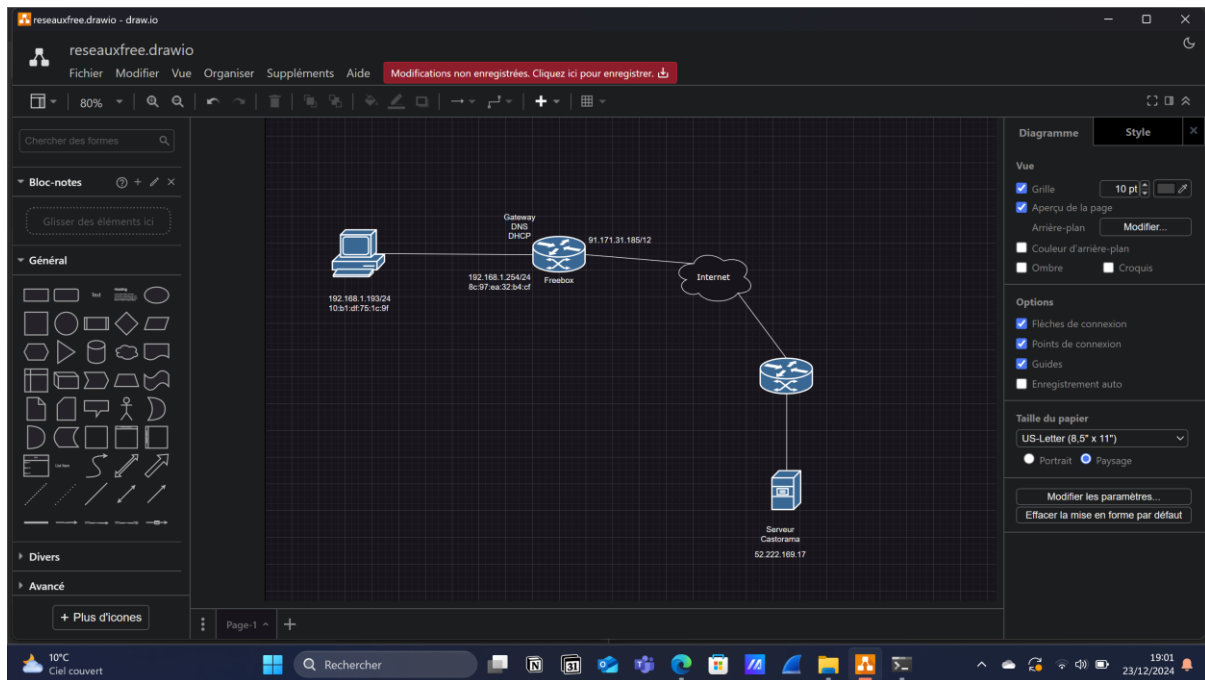 reseauxfree.drawio - draw.io
reseauxfree.drawio
Fichier Modifier Vue Organiser Suppléments Aide Modifications non enregistrées. Cliquez ici pour enregistrer.
80%
Chercher des formes
Bloc-notes
Glisser des éléments ici
Général
Text
Heading
List Item
Divers
Avancé
+ Plus d'icones
Gateway
DNS
DHCP
91.171.31.185/12
192.168.1.254/24
8c:97:ea:32:b4:cf
Freebox
192.168.1.193/24
10:b1:df:75:1c:9f
Internet
Serveur
Castorama
52.222.169.17
Page-1
Diagramme Style
Vue
Grille 10 pt
Aperçu de la page
Arrière-plan Modifier...
Couleur d'arrière-plan
Ombre Croquis
Options
Flèches de connexion
Points de connexion
Guides
Enregistrement auto
Taille du papier
US-Letter (8,5" x 11")
Portrait Paysage
Modifier les paramètres...
Effacer la mise en forme par défaut
10°C
Ciel couvert
Rechercher
31
19:01
23/12/2024